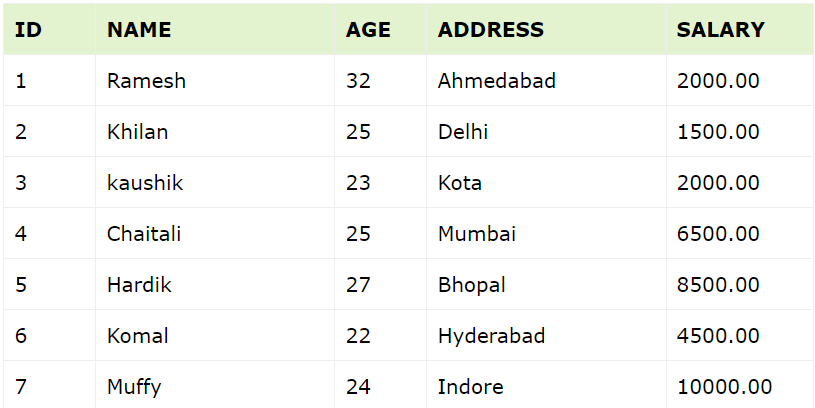 ID NAME AGE ADDRESS SALARY
1 Ramesh 32 Ahmedabad 2000.00
2 Khilan 25 Delhi 1500.00
3 kaushik 23 Kota 2000.00
4 Chaitali 25 Mumbai 6500.00
5 Hardik 27 Bhopal 8500.00
6 Komal 22 Hyderabad 4500.00
7 Muffy 24 Indore 10000.00